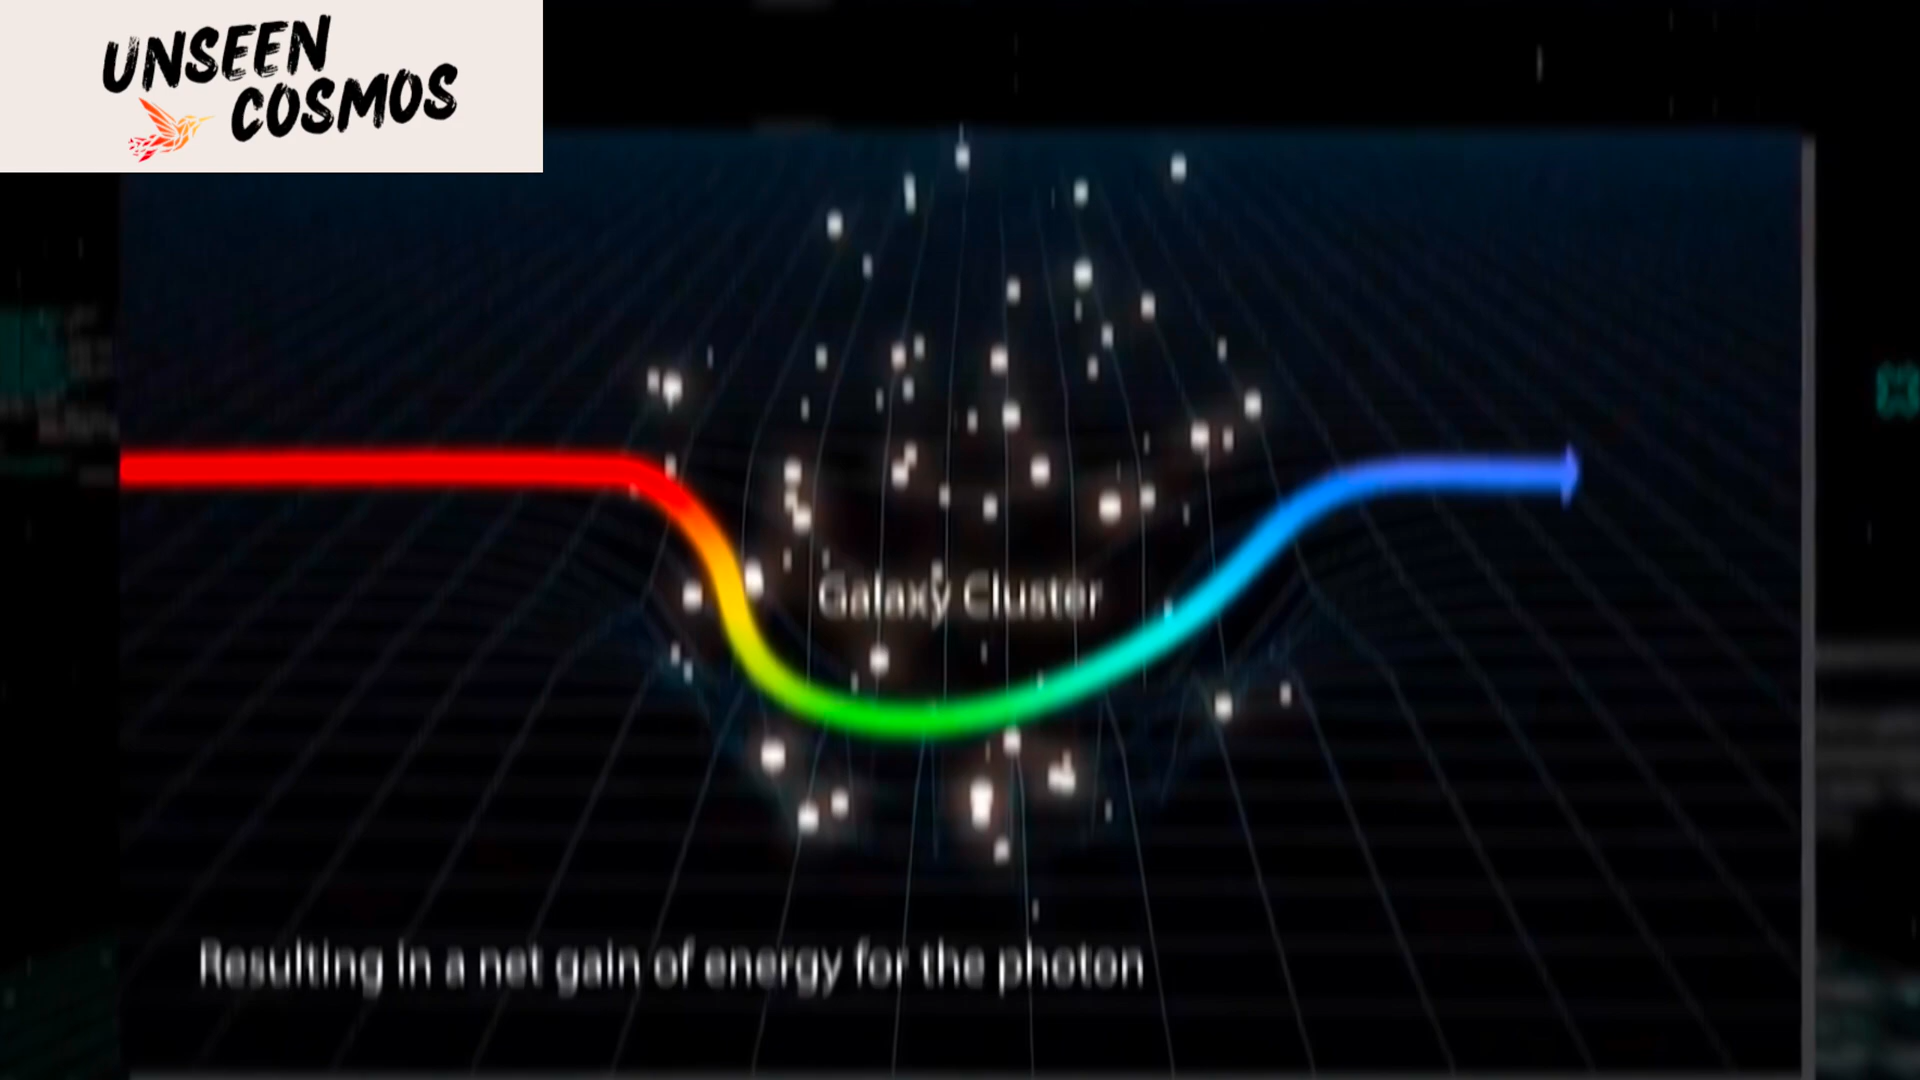 UNSEEN
COSMOS
Galaxy Cluster
Resulting in a net gain of energy for the photon